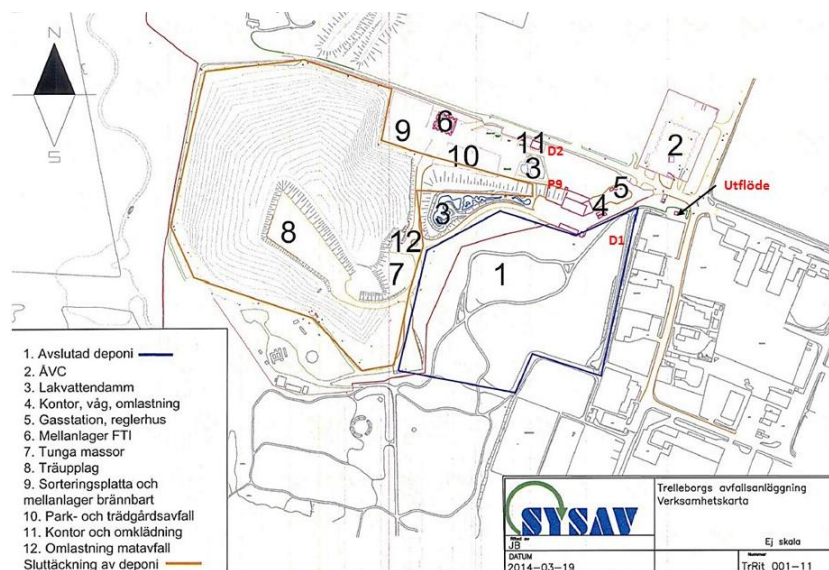 N
S
9
6
11
D2
3
2
10
P9
5
4
Utflöde
3
12
8
7
D1
1
1. Avslutad deponi
2. ÅVC
3. Lakvattendamm
4. Kontor, våg, omlastning
5. Gasstation, reglerhus
6. Mellanlager FTI
7. Tunga massor
8. Träupplag
9. Sorteringsplatta och
mellanlager brännbart
10. Park- och trädgårdsavfall
11. Kontor och omklädning
12. Omlastning matavfall
Sluttäckning av deponi
SYSAV
Trelleborgs avfallsanläggning
Verksamhetskarta
Ej skala
Ritad av
JB
DATUM
2014-03-19
Nummer
TrRit 001-11